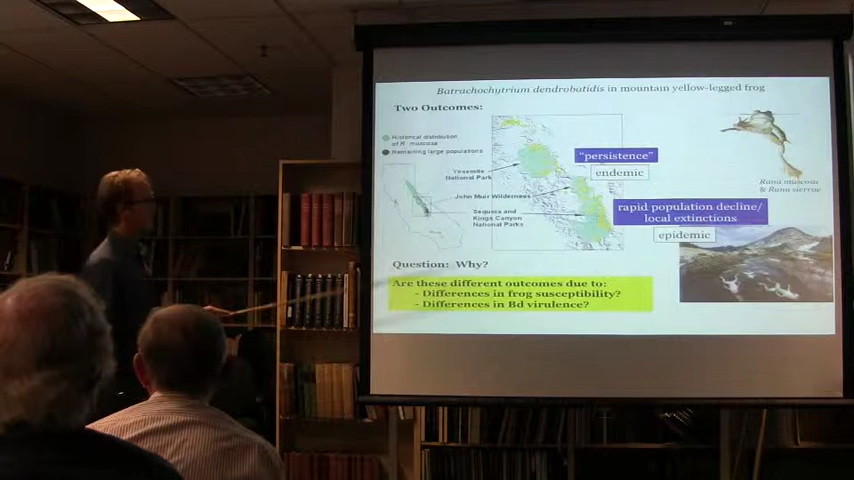 Batrachochytrium dendrobatidis in mountain yellow-legged frog
Two Outcomes:
Historical distribution
of R. muscosa
Remaining large populations
Yosemite
National Park
John Muir Wilderness
Sequoia and
Kings Canyon
National Parks
"persistence"
endemic
rapid population decline/
local extinctions
epidemic
Rana muscosa
& Rana sierrae
Question: Why?
Are these different outcomes due to:
- Differences in frog susceptibility?
- Differences in Bd virulence?